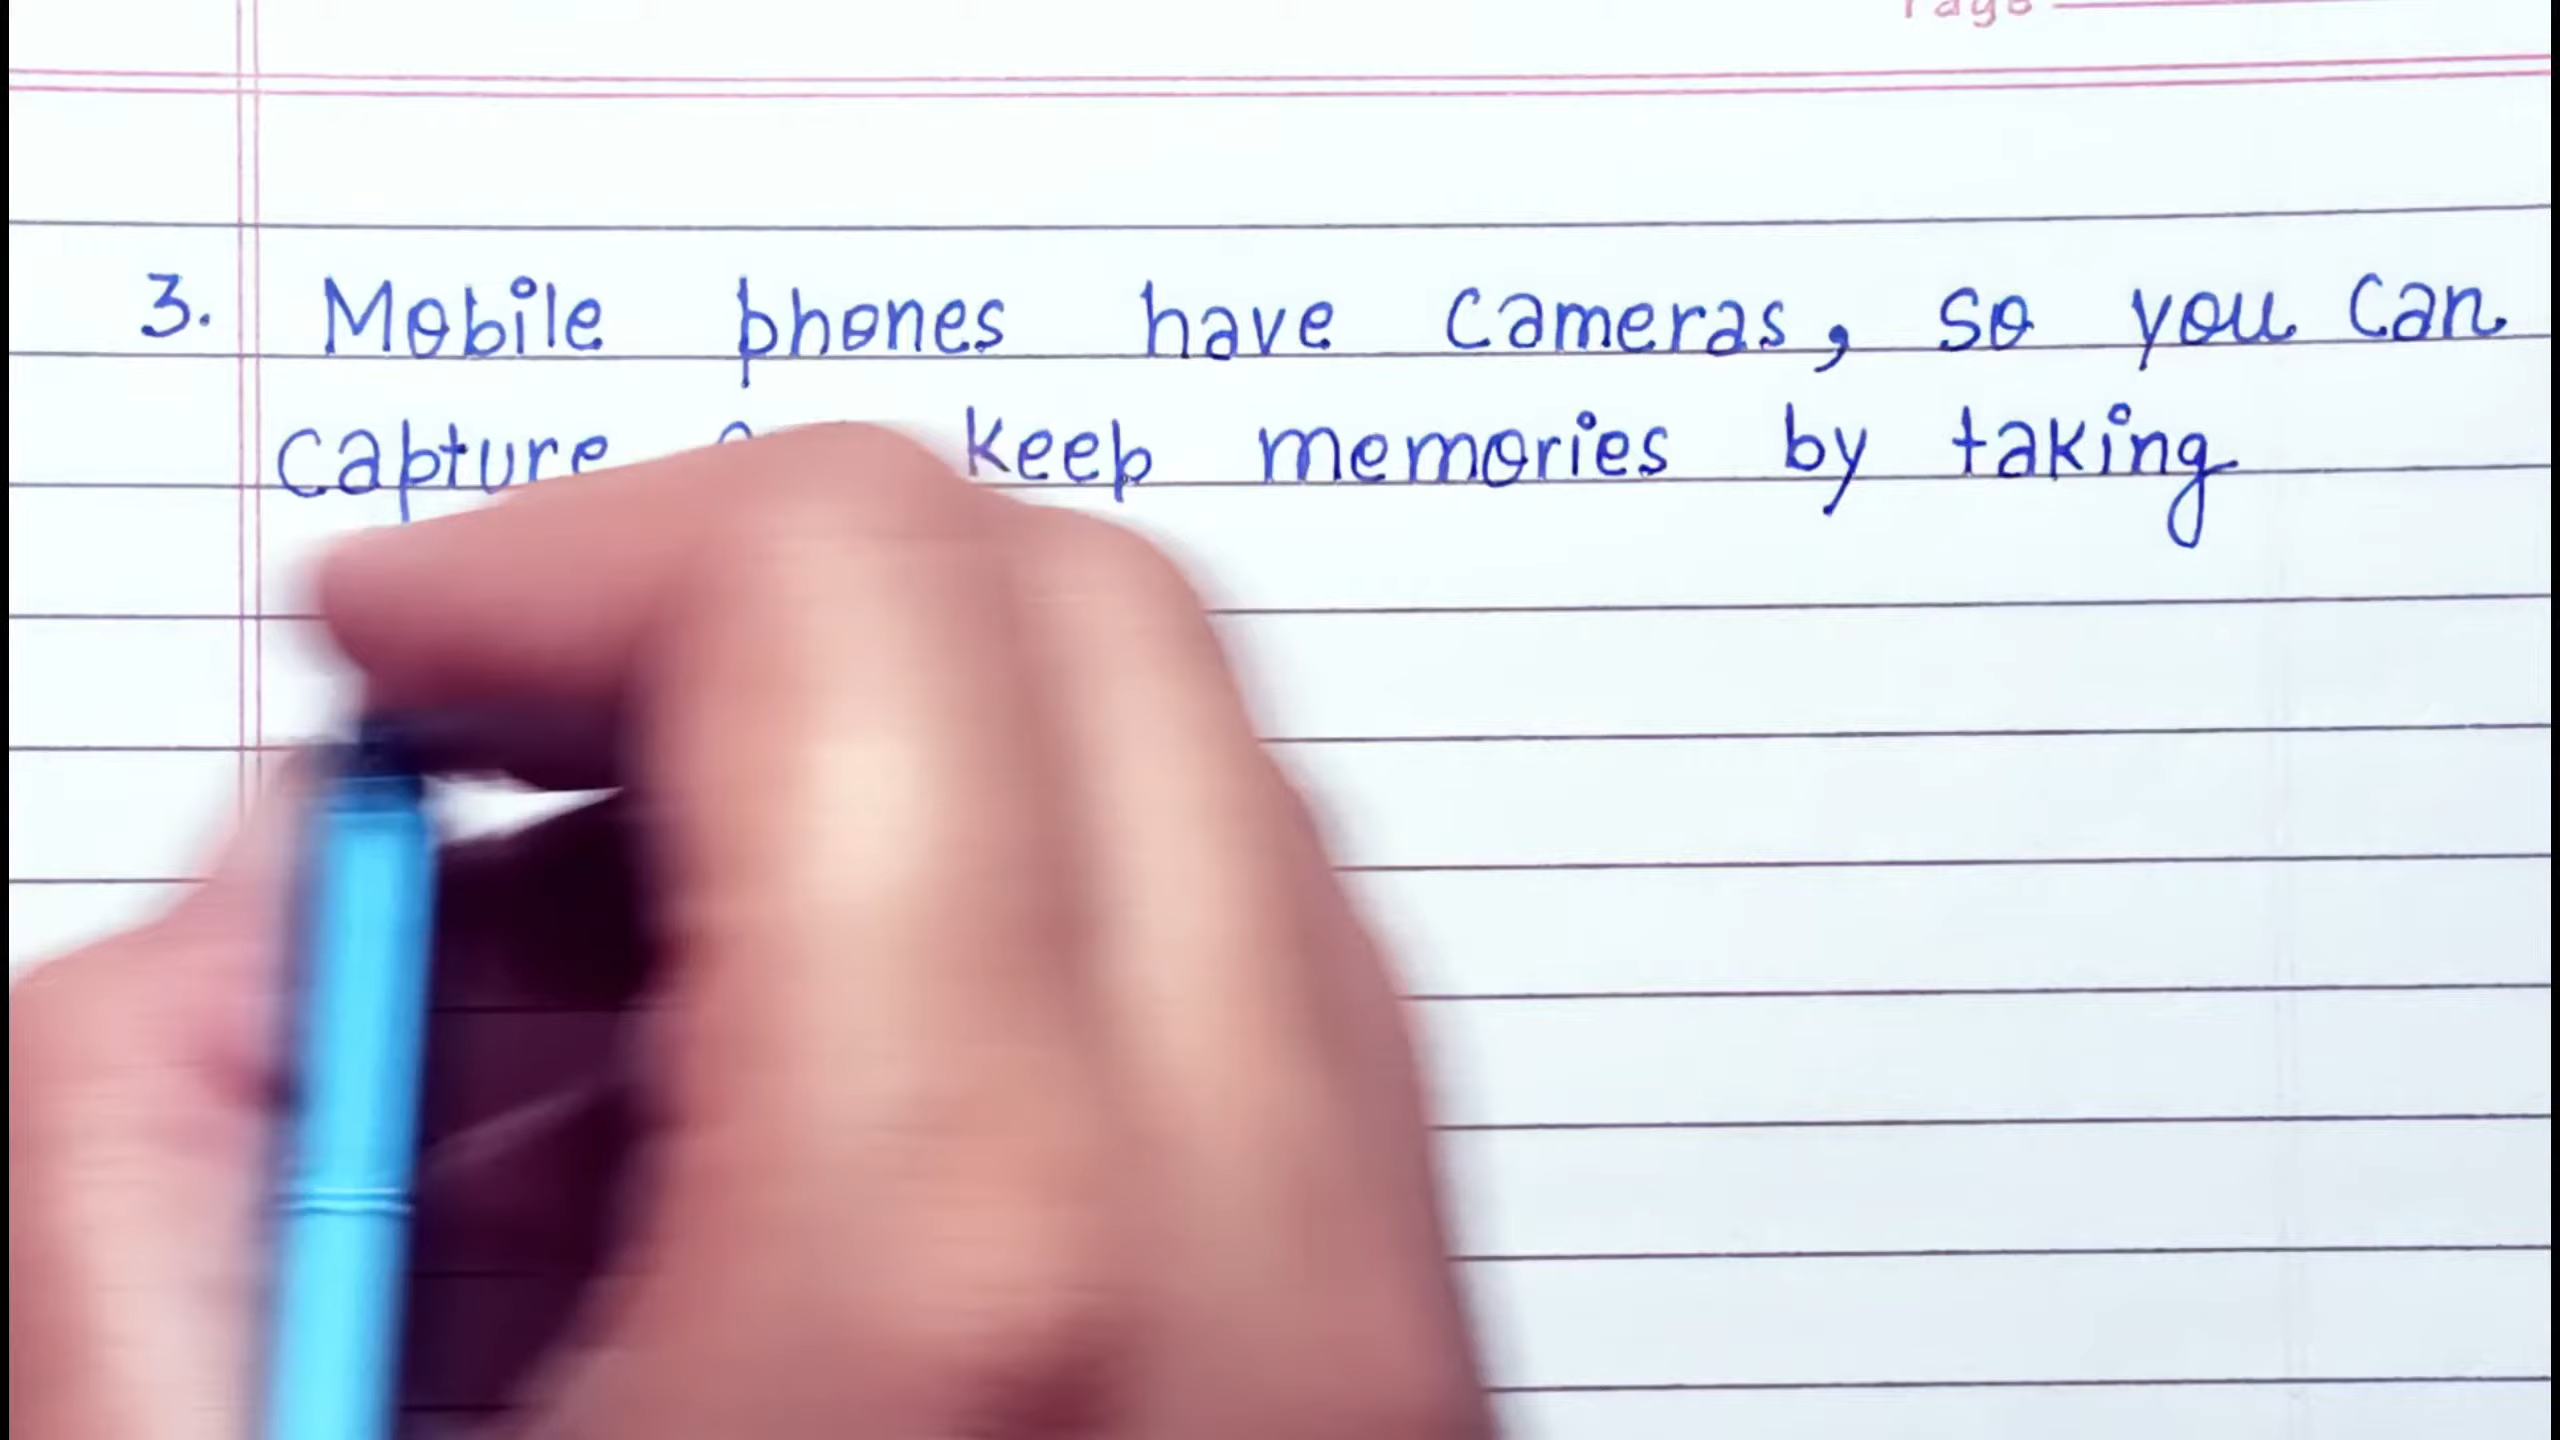 3. Mobile phones have cameras, so you can
capture keep memories by taking